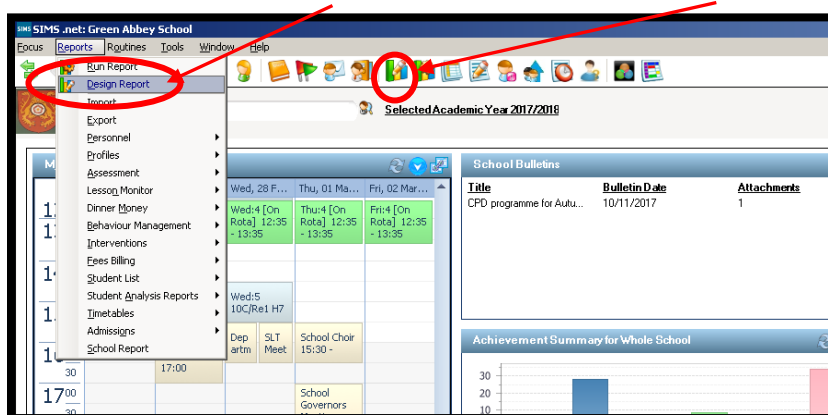 SIMS SIMS .net: Green Abbey School
Focus Reports Routines Tools Window Help
Run Report
Design Report
Import
Export
Personnel
Profiles
Assessment
Lesson Monitor
Dinner Money
Behaviour Management
Interventions
Fees Billing
Student List
Student Analysis Reports
Timetables
Admissions
School Report
Selected Academic Year 2017/2018
M
Wed, 28 F... Thu, 01 Ma... Fri, 02 Mar...
Wed:4 [On Thu:4 [On Fri:4 [On
Rota] 12:35 Rota] 12:35 Rota] 12:35
- 13:35 - 13:35 - 13:35
Wed:5
10C/Re1 H7
Dep SLT School Choir
artm Meet 15:30 -
30 17:00
17 00 School
30 Governors
School Bulletins
Title Bulletin Date Attachments
CPD programme for Autu... 10/11/2017 1
Achievement Summary for Whole School
30
20
10